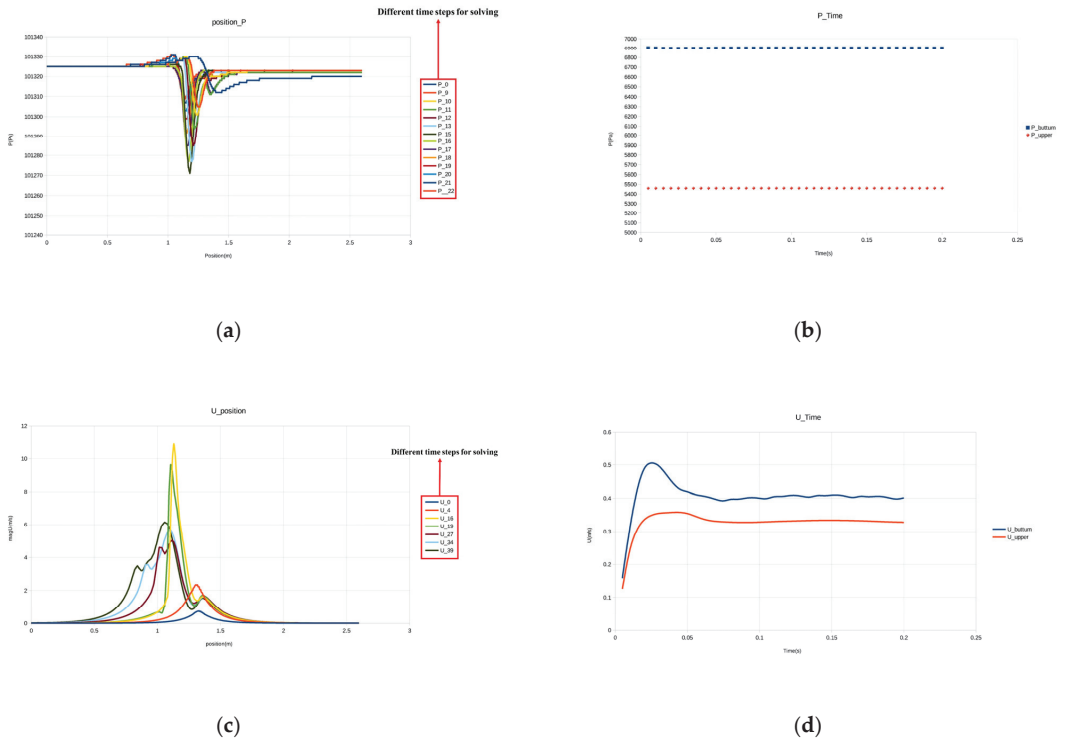 Different time steps for solving
position_P
101340
101330
101320
101310
101300
101290
101280
101270
101260
101250
101240
P(Pa)
0 0.5 1 1.5 2 2.5 3
Position(m)
P_0
P_9
P_10
P_11
P_12
P_13
P_15
P_16
P_17
P_18
P_19
P_20
P_21
P__22
(a)
P_Time
7000
6800
6700
6600
6500
6400
6300
6200
6100
6000
5900
5800
5700
5600
5500
5400
5300
5200
5100
5000
P(Pa)
0 0.05 0.1 0.15 0.2 0.25
Time(s)
P_buttum
P_upper
(b)
U_position
12
10
8
6
4
2
0
magU(m/s)
0 0.5 1 1.5 2 2.5 3
position(m)
Different time steps for solving
U_0
U_4
U_16
U_19
U_27
U_34
U_39
(c)
U_Time
0.6
0.5
0.4
0.3
0.2
0.1
0
0 0.05 0.1 0.15 0.2 0.25
Time(s)
U_buttum
U_upper
(d)